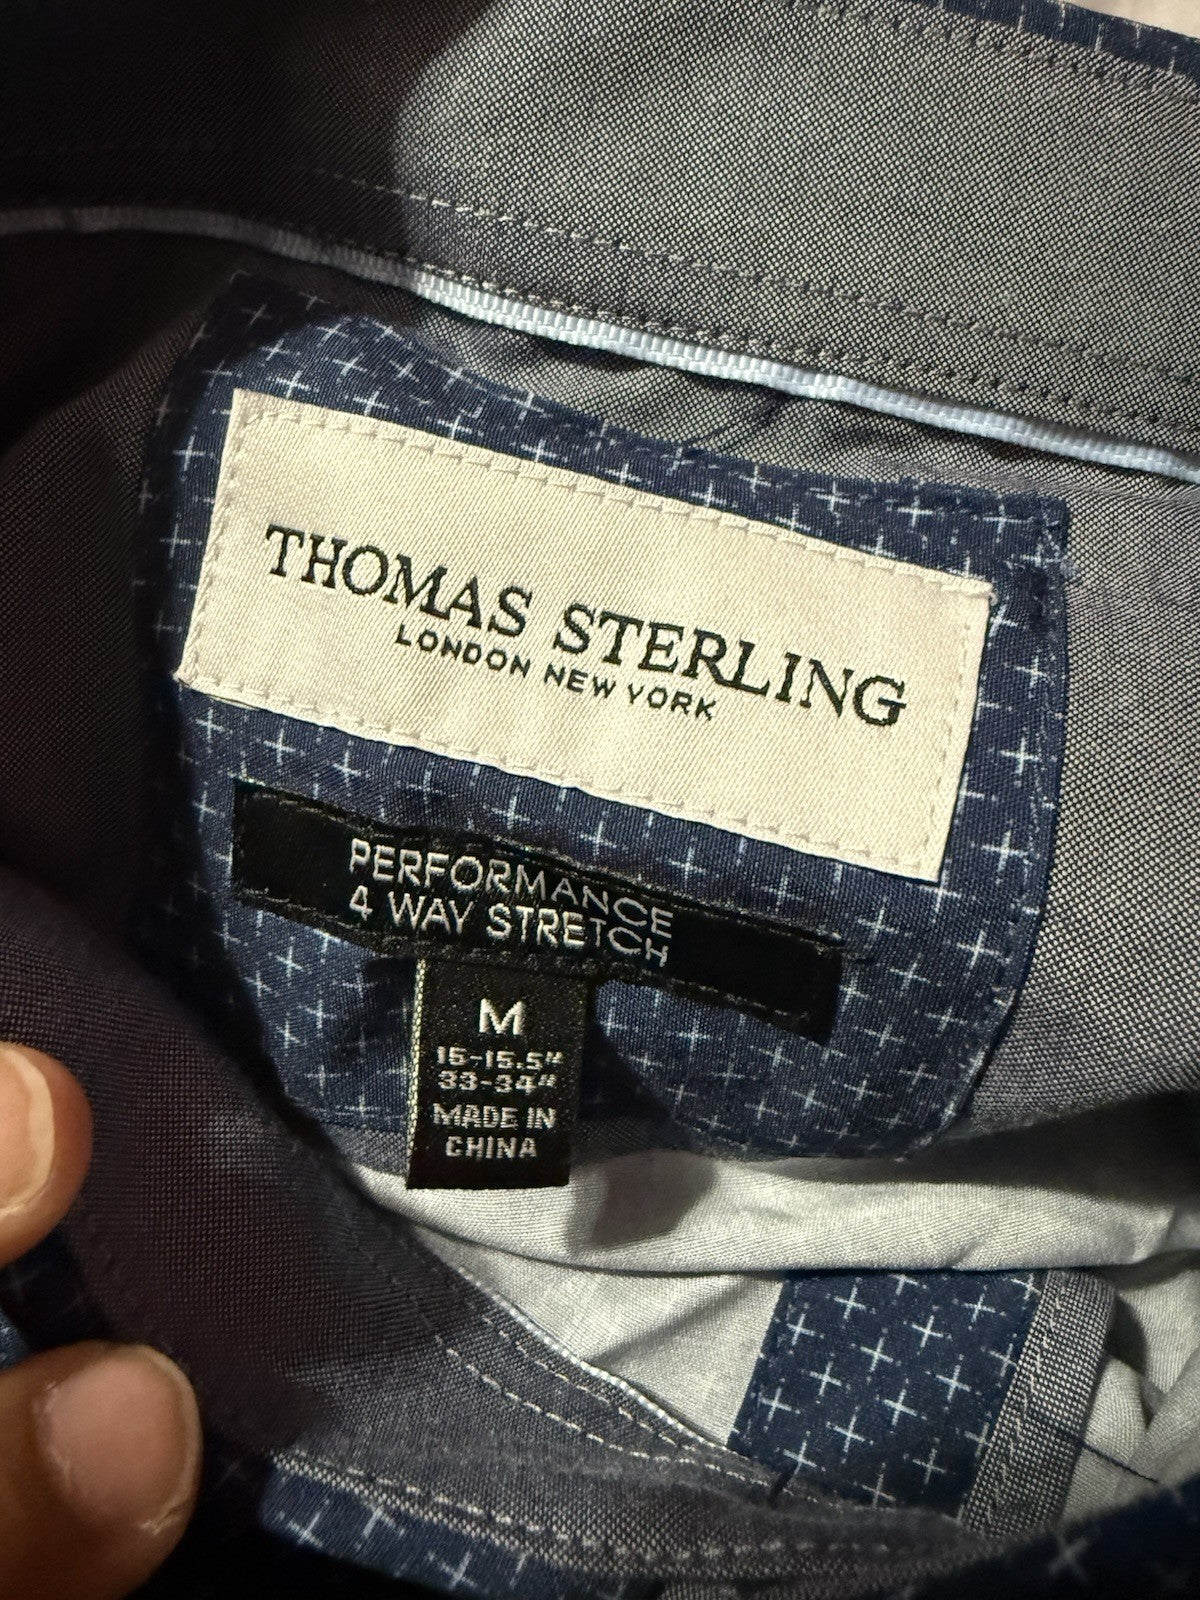 THOMAS STERLING
LONDON NEW YORK
PERFORMANCE
4 WAY STRETCH
M
15-15.5"
33-34"
MADE IN
CHINA